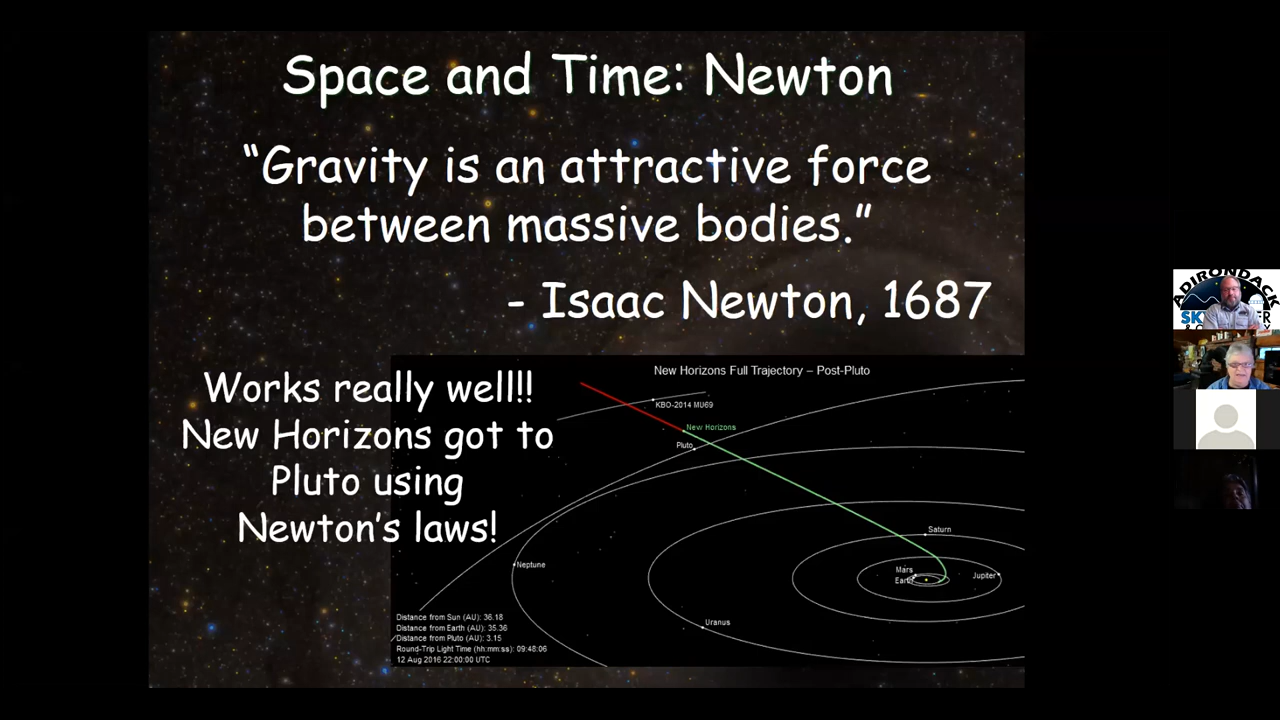 Space and Time: Newton
“Gravity is an attractive force
between massive bodies.”
- Isaac Newton, 1687
Works really well!!
New Horizons got to
Pluto using
Newton’s laws!
New Horizons Full Trajectory – Post-Pluto
KBO-2014 MU69
New Horizons
Pluto
Saturn
Neptune
Mars
Earth
Jupiter
Uranus
Distance from Sun (AU): 36.18
Distance from Earth (AU): 35.36
Distance from Pluto (AU): 3.15
Round-Trip Light Time (hh:mm:ss): 09:48:06
12 Aug 2016 22:00:00 UTC
ADIRONDACK